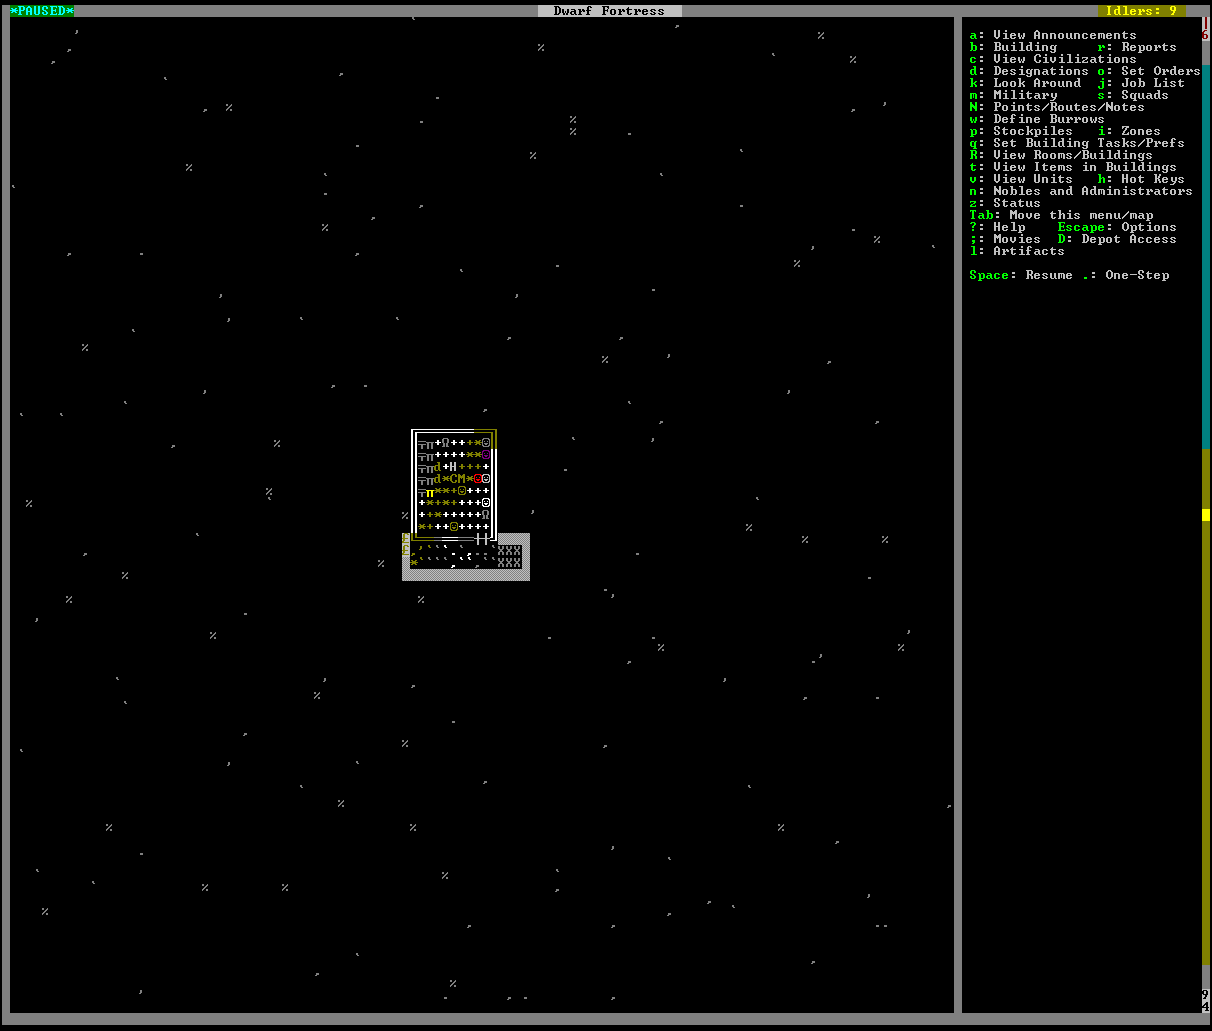 *PAUSED* Dwarf Fortress Idlers: 9
a: View Announcements
b: Building r: Reports
c: View Civilizations
d: Designations o: Set Orders
k: Look Around j: Job List
m: Military s: Squads
N: Points/Routes/Notes
w: Define Burrows
p: Stockpiles i: Zones
q: Set Building Tasks/Prefs
R: View Rooms/Buildings
t: View Items in Buildings
v: View Units h: Hot Keys
n: Nobles and Administrators
z: Status
Tab: Move this menu/map
?: Help Escape: Options
;: Movies D: Depot Access
l: Artifacts
Space: Resume .: One-Step